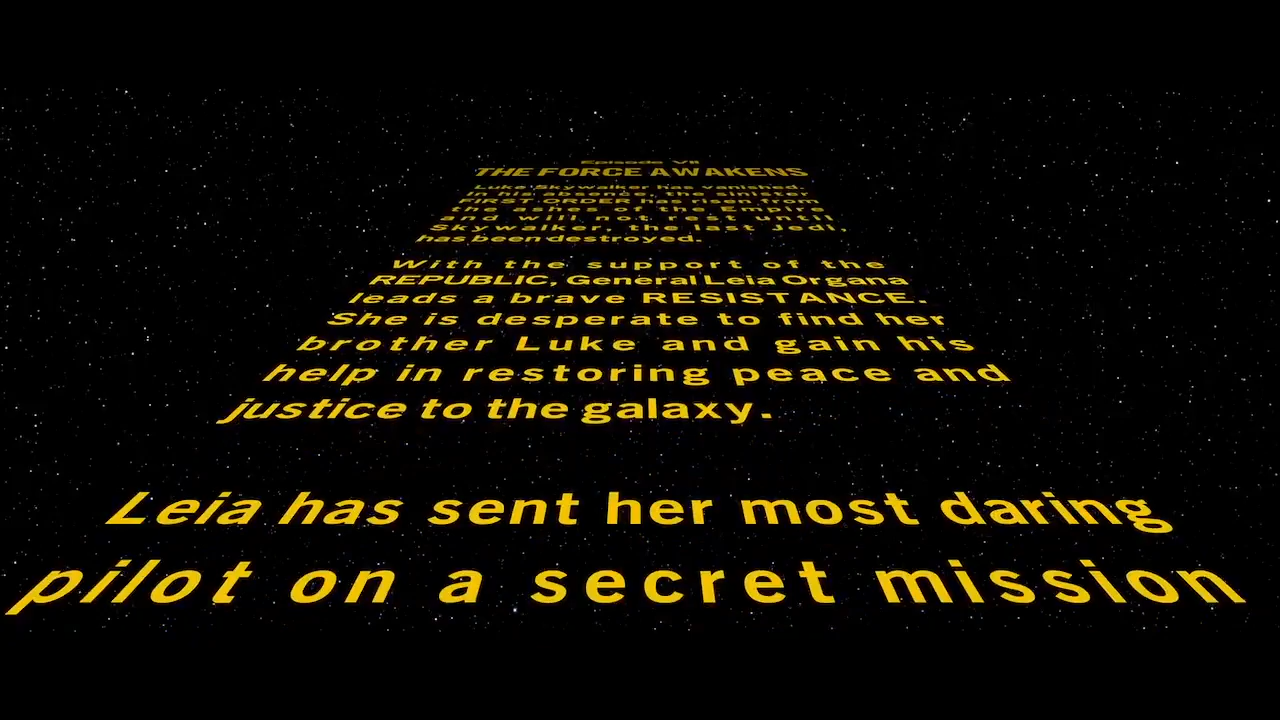 Episode VII
THE FORCE AWAKENS
Luke Skywalker has vanished.
In his absence, the sinister
FIRST ORDER has risen from
the ashes of the Empire
and will not rest until
Skywalker, the last Jedi,
has been destroyed.
With the support of the
REPUBLIC, General Leia Organa
leads a brave RESISTANCE.
She is desperate to find her
brother Luke and gain his
help in restoring peace and
justice to the galaxy.
Leia has sent her most daring
pilot on a secret mission